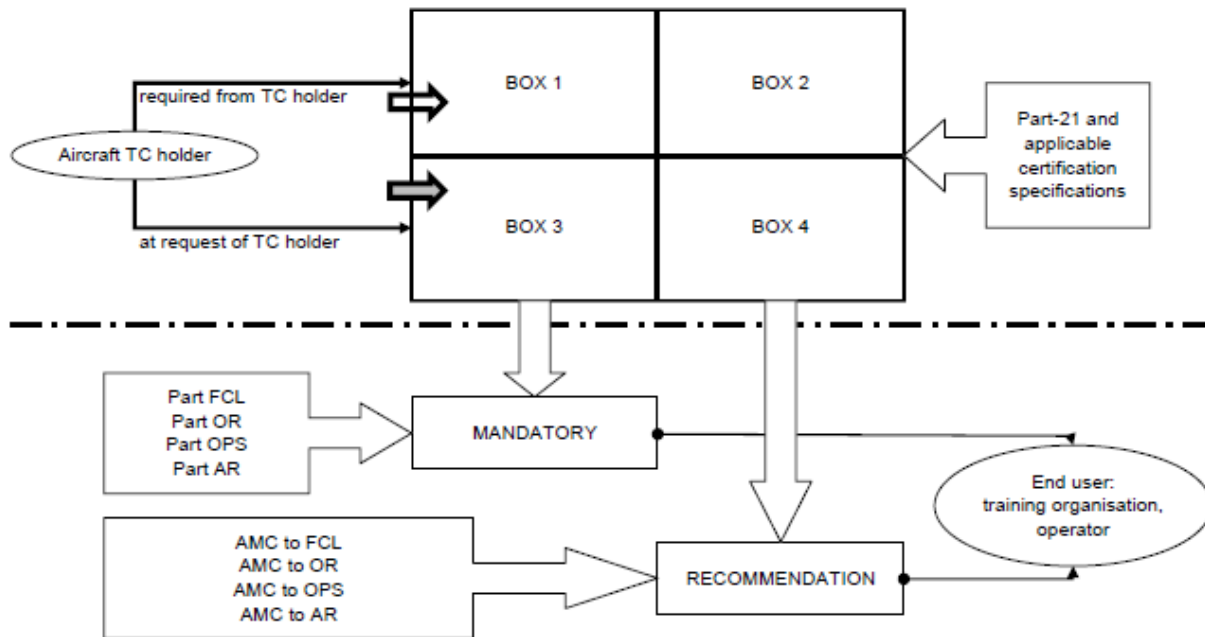 BOX 1
BOX 2
required from TC holder
Part-21 and
applicable
certification
specifications
Aircraft TC holder
BOX 3
BOX 4
at request of TC holder
Part FCL
Part OR
Part OPS
Part AR
MANDATORY
End user:
training organisation,
operator
AMC to FCL
AMC to OR
AMC to OPS
AMC to AR
RECOMMENDATION